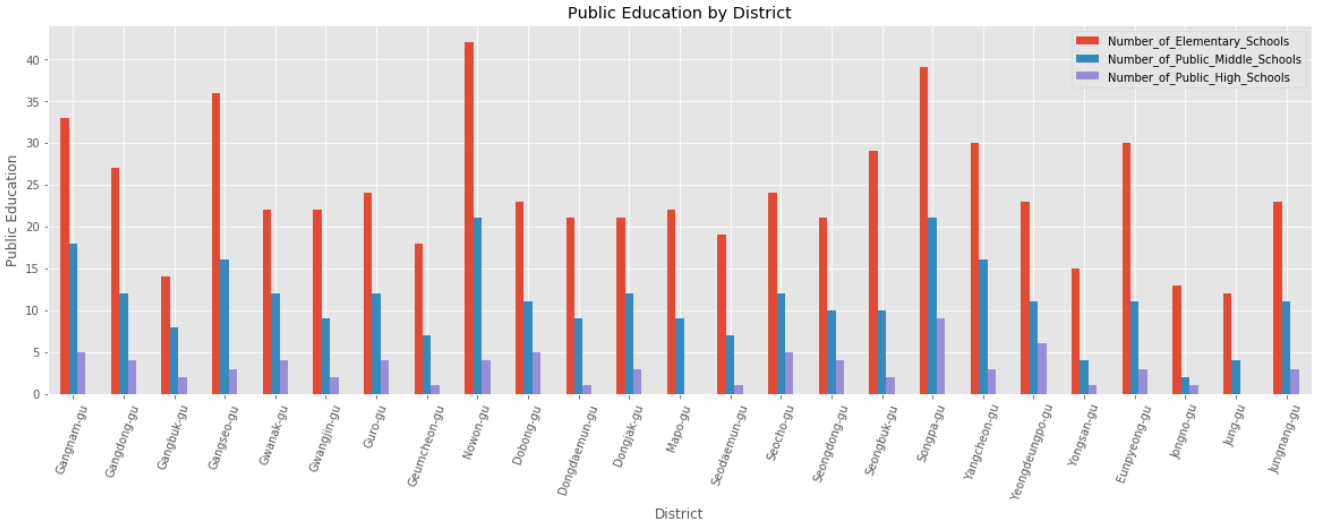 Public Education by District
Number_of_Elementary_Schools
Number_of_Public_Middle_Schools
Number_of_Public_High_Schools
Public Education
40
35
30
25
20
15
10
5
0
Gangnam-gu
Gangdong-gu
Gangbuk-gu
Gangseo-gu
Gwanak-gu
Gwangjin-gu
Guro-gu
Geumcheon-gu
Nowon-gu
Dobong-gu
Dongdaemun-gu
Dongjak-gu
Mapo-gu
Seodaemun-gu
Seocho-gu
Seongdong-gu
Seongbuk-gu
Songpa-gu
Yangcheon-gu
Yeongdeungpo-gu
Yongsan-gu
Eunpyeong-gu
Jongno-gu
Jung-gu
Jungnang-gu
District